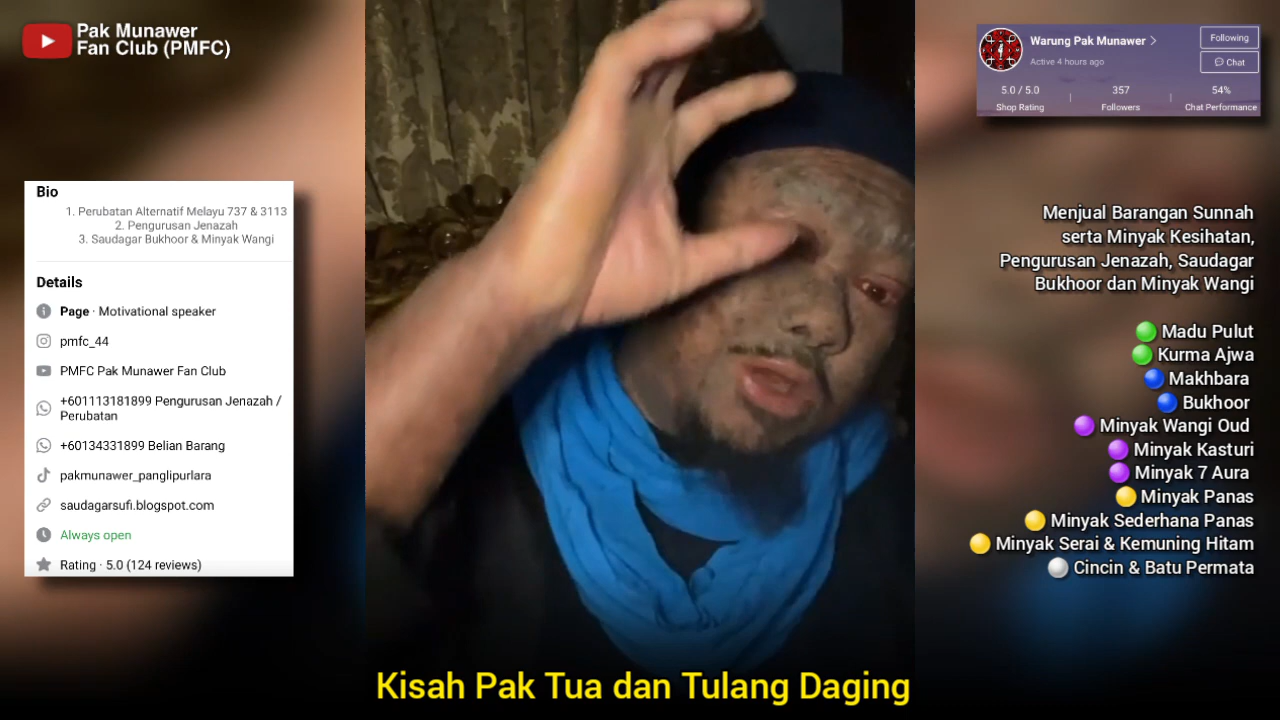 Pak Munawer
Fan Club (PMFC)
Bio
1. Perubatan Alternatif Melayu 737 & 3113
2. Pengurusan Jenazah
3. Saudagar Bukhoor & Minyak Wangi
Details
Page · Motivational speaker
pmfc_44
PMFC Pak Munawer Fan Club
+601113181899 Pengurusan Jenazah /
Perubatan
+60134331899 Belian Barang
pakmunawer_panglipurlara
saudagarsufi.blogspot.com
Always open
Rating · 5.0 (124 reviews)
Kisah Pak Tua dan Tulang Daging
Warung Pak Munawer
Following
Active 4 hours ago
Chat
5.0 / 5.0 357 54%
Shop Rating Followers Chat Performance
Menjual Barangan Sunnah
serta Minyak Kesihatan,
Pengurusan Jenazah, Saudagar
Bukhoor dan Minyak Wangi
Madu Pulut
Kurma Ajwa
Makhbara
Bukhoor
Minyak Wangi Oud
Minyak Kasturi
Minyak 7 Aura
Minyak Panas
Minyak Sederhana Panas
Minyak Serai & Kemuning Hitam
Cincin & Batu Permata